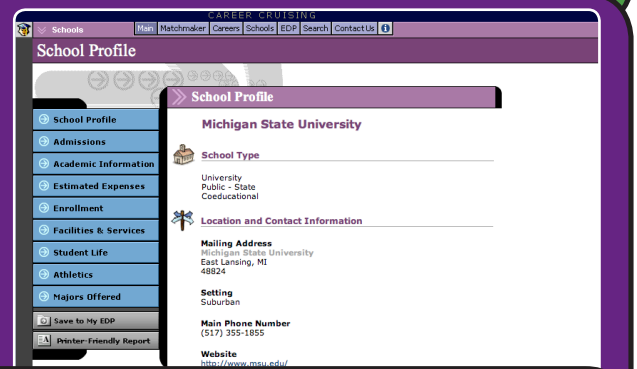 CAREER CRUISING
Schools
Main Matchmaker Careers Schools EDP Search Contact Us
School Profile
School Profile
School Profile
Admissions
Academic Information
Estimated Expenses
Enrollment
Facilities & Services
Student Life
Athletics
Majors Offered
Save to My EDP
Printer-Friendly Report
Michigan State University
School Type
University
Public - State
Coeducational
Location and Contact Information
Mailing Address
Michigan State University
East Lansing, MI
48824
Setting
Suburban
Main Phone Number
(517) 355-1855
Website
http://www.msu.edu/